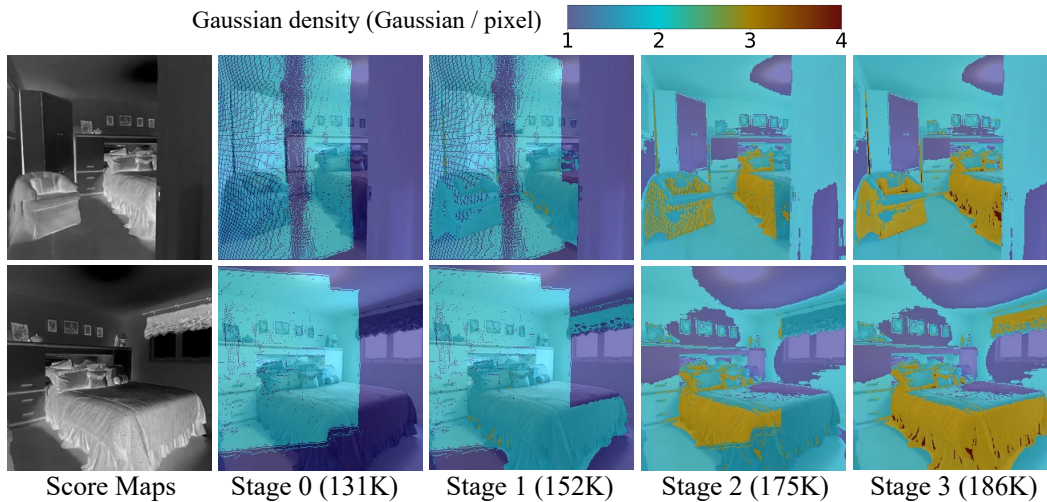 Gaussian density (Gaussian / pixel)
1 2 3 4
Score Maps Stage 0 (131K) Stage 1 (152K) Stage 2 (175K) Stage 3 (186K)